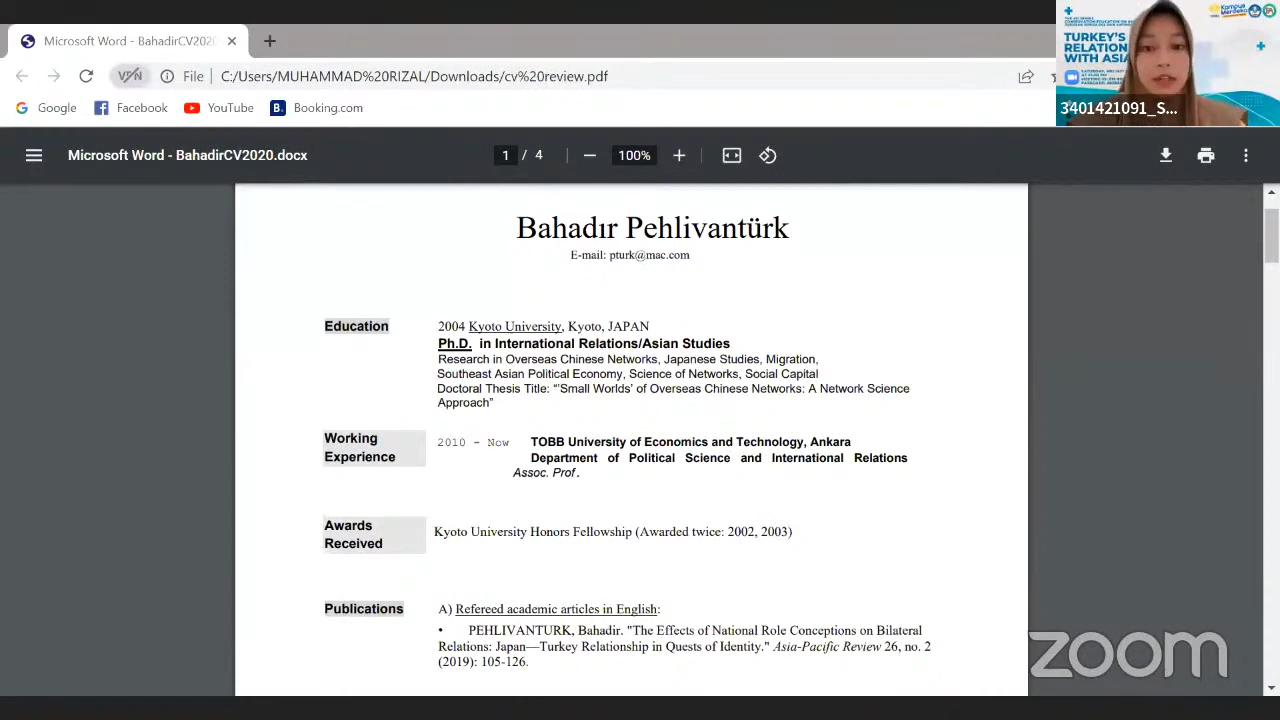 Microsoft Word - BahadirCV2020
VPN
File
C:/Users/MUHAMMAD%20RIZAL/Downloads/cv%20review.pdf
Google
Facebook
YouTube
B.
Booking.com
Kampus
Merdeka
TURKEY'S
RELATION
WITH ASIA
3401421091_S...
Microsoft Word - BahadirCV2020.docx
1 / 4
100%
Bahadır Pehlivantürk
E-mail: pturk@mac.com
Education
2004 Kyoto University, Kyoto, JAPAN
Ph.D. in International Relations/Asian Studies
Research in Overseas Chinese Networks, Japanese Studies, Migration,
Southeast Asian Political Economy, Science of Networks, Social Capital
Doctoral Thesis Title: "'Small Worlds' of Overseas Chinese Networks: A Network Science
Approach"
Working
Experience
2010 - Now TOBB University of Economics and Technology, Ankara
Department of Political Science and International Relations
Assoc. Prof.
Awards
Received
Kyoto University Honors Fellowship (Awarded twice: 2002, 2003)
Publications
A) Refereed academic articles in English:
• PEHLIVANTURK, Bahadir. "The Effects of National Role Conceptions on Bilateral
Relations: Japan—Turkey Relationship in Quests of Identity." Asia-Pacific Review 26, no. 2
(2019): 105-126.
zoom